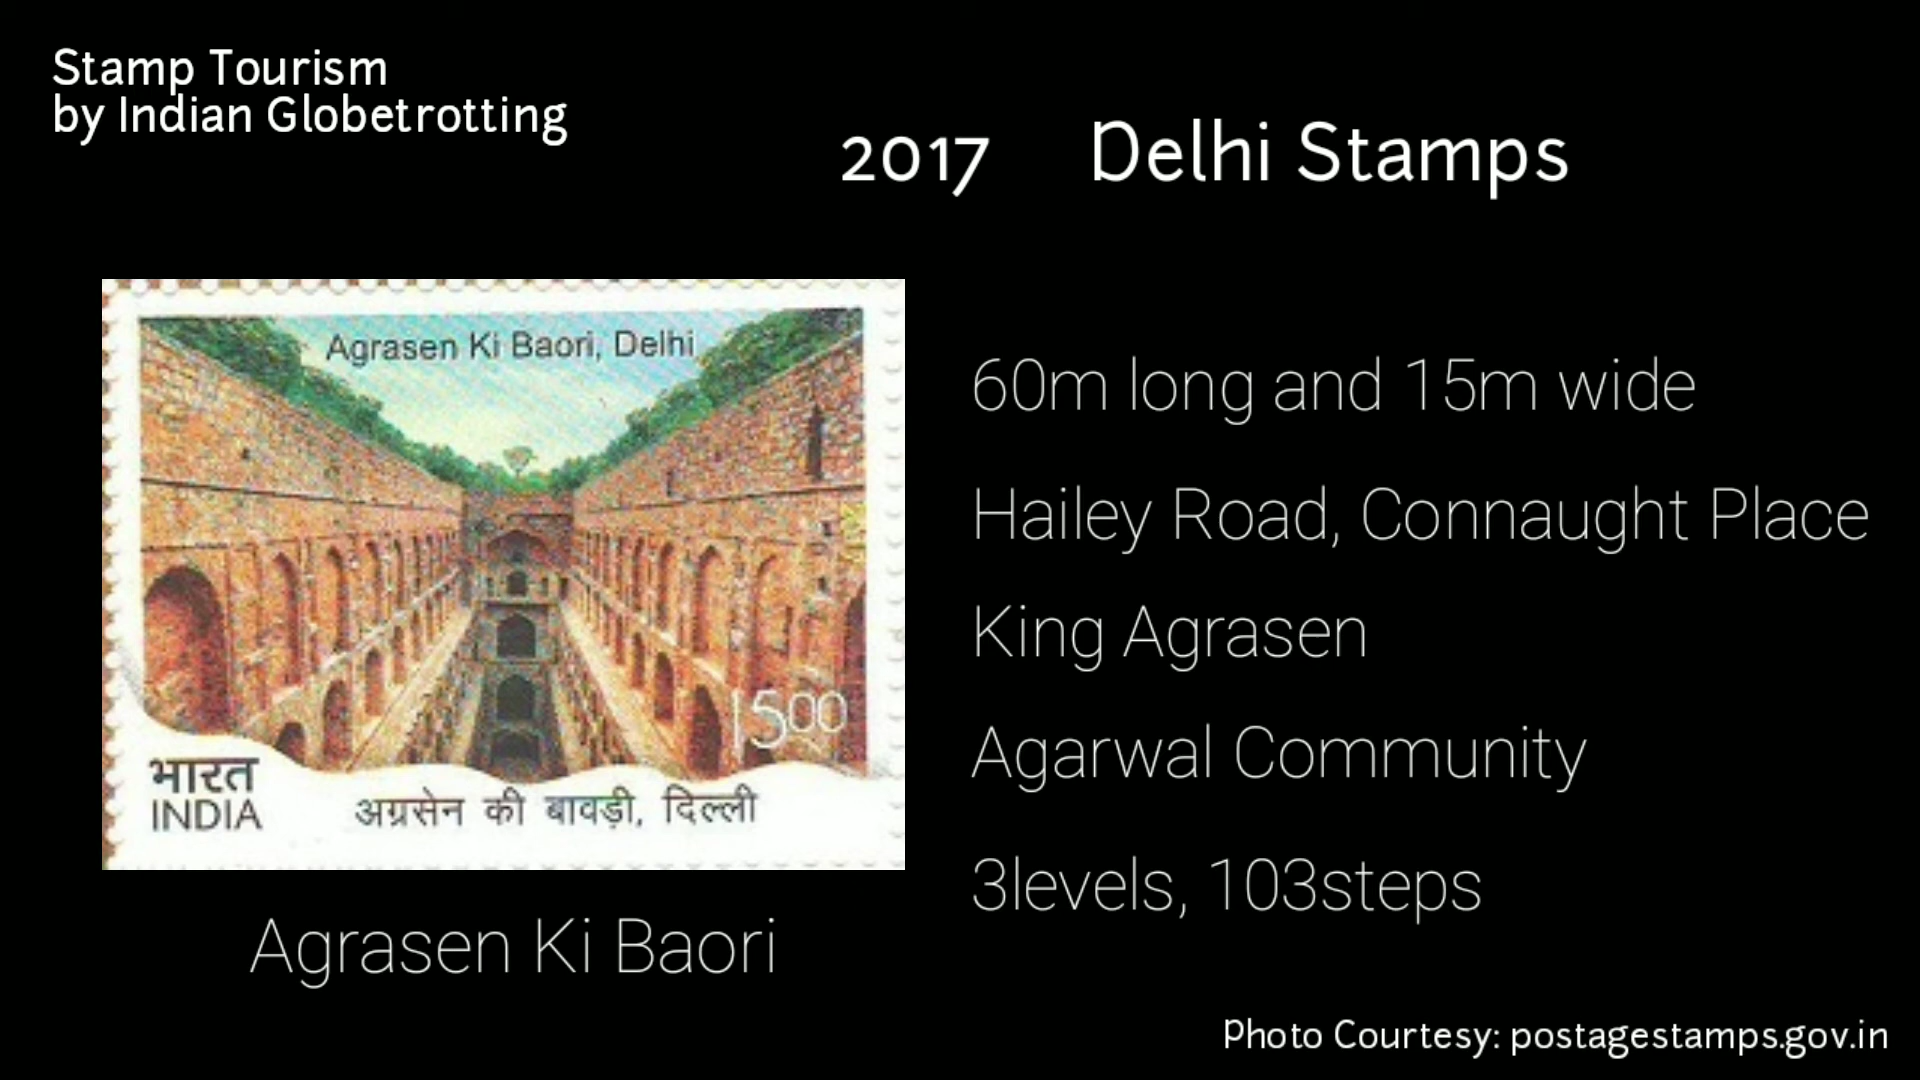 Stamp Tourism
by Indian Globetrotting
2017 Delhi Stamps
Agrasen Ki Baori, Delhi
1500
भारत
INDIA
अग्रसेन की बावड़ी, दिल्ली
Agrasen Ki Baori
60m long and 15m wide
Hailey Road, Connaught Place
King Agrasen
Agarwal Community
3levels, 103steps
Photo Courtesy: postagestamps.gov.in